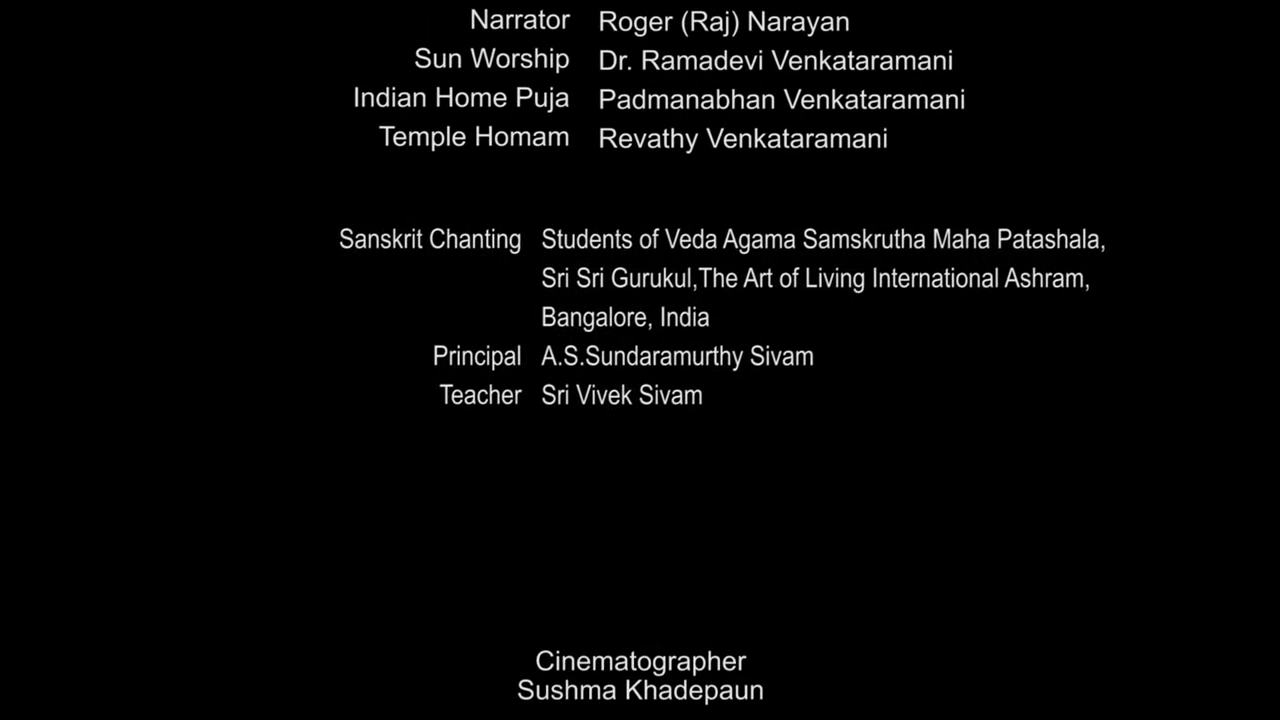 Narrator Roger (Raj) Narayan
Sun Worship Dr. Ramadevi Venkataramani
Indian Home Puja Padmanabhan Venkataramani
Temple Homam Revathy Venkataramani
Sanskrit Chanting Students of Veda Agama Samskrutha Maha Patashala,
Sri Sri Gurukul,The Art of Living International Ashram,
Bangalore, India
Principal A.S.Sundaramurthy Sivam
Teacher Sri Vivek Sivam
Cinematographer
Sushma Khadepaun